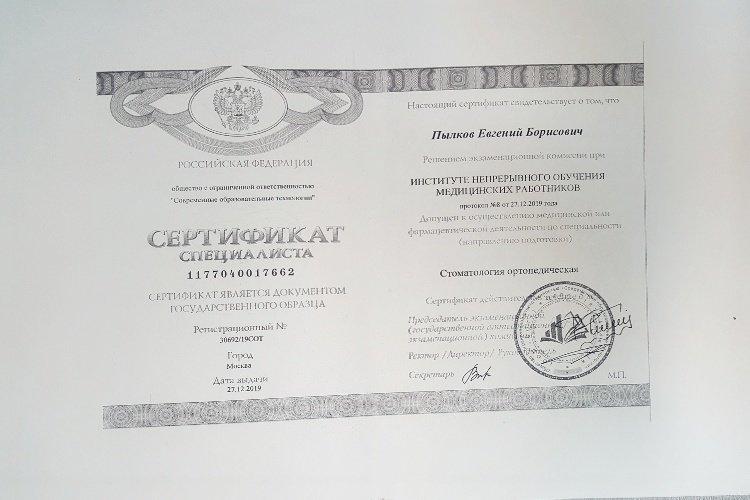 РОССИЙСКАЯ ФЕДЕРАЦИЯ
общество с ограниченной ответственностью
"Современные образовательные технологии"
СЕРТИФИКАТ
СПЕЦИАЛИСТА
1177040017662
СЕРТИФИКАТ ЯВЛЯЕТСЯ ДОКУМЕНТОМ
ГОСУДАРСТВЕННОГО ОБРАЗЦА
Регистрационный №
30692/19СОТ
Город
Москва
Дата выдачи
27.12.2019
Настоящий сертификат свидетельствует о том, что
Пылков Евгений Борисович
Решением экзаменационной комиссии при
ИНСТИТУТЕ НЕПРЕРЫВНОГО ОБУЧЕНИЯ
МЕДИЦИНСКИХ РАБОТНИКОВ
протокол №8 от 27.12.2019 года
Допущен к осуществлению медицинской или
фармацевтической деятельности по специальности
(направлению подготовки)
Стоматология ортопедическая
Сертификат действителен
Председатель экзаменационной
(государственной аттестационной
экзаменационной)
Ректор /Директор/ Руководитель
Секретарь
М.П.